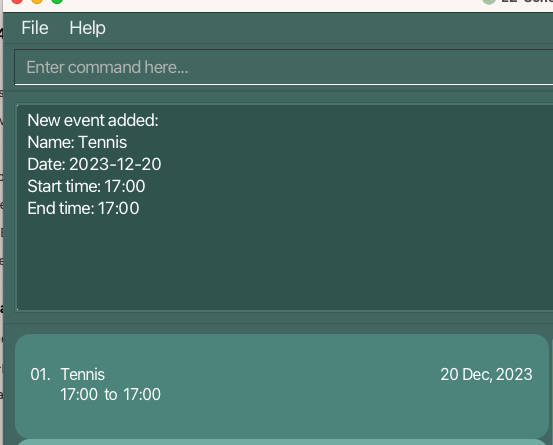 File Help
Enter command here...
New event added:
Name: Tennis
Date: 2023-12-20
Start time: 17:00
End time: 17:00
01. Tennis 20 Dec, 2023
17:00 to 17:00